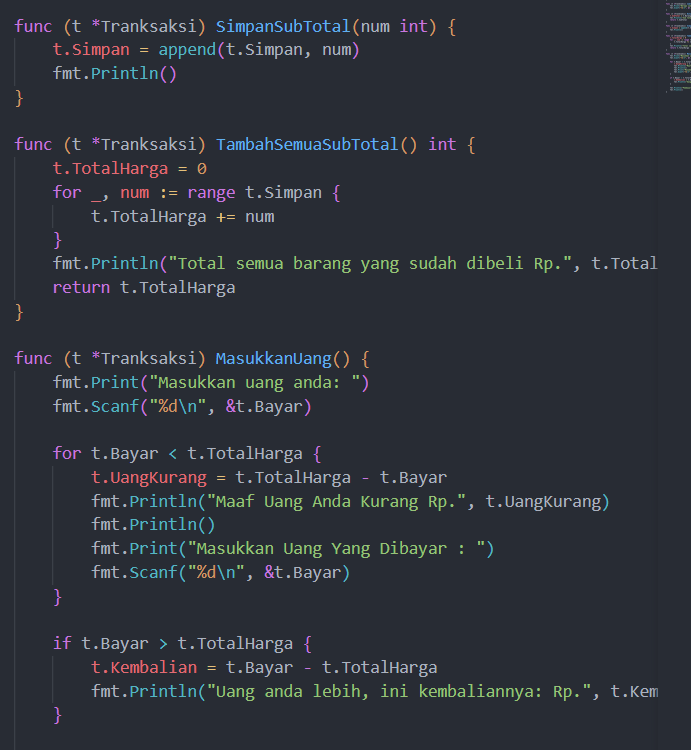 func (t *Tranksaksi) SimpanSubTotal(num int) {
    t.Simpan = append(t.Simpan, num)
    fmt.Println()
}

func (t *Tranksaksi) TambahSemuaSubTotal() int {
    t.TotalHarga = 0
    for _, num := range t.Simpan {
        t.TotalHarga += num
    }
    fmt.Println("Total semua barang yang sudah dibeli Rp.", t.Total
    return t.TotalHarga
}

func (t *Tranksaksi) MasukkanUang() {
    fmt.Print("Masukkan uang anda: ")
    fmt.Scanf("%d\n", &t.Bayar)

    for t.Bayar < t.TotalHarga {
        t.UangKurang = t.TotalHarga - t.Bayar
        fmt.Println("Maaf Uang Anda Kurang Rp.", t.UangKurang)
        fmt.Println()
        fmt.Print("Masukkan Uang Yang Dibayar : ")
        fmt.Scanf("%d\n", &t.Bayar)
    }

    if t.Bayar > t.TotalHarga {
        t.Kembalian = t.Bayar - t.TotalHarga
        fmt.Println("Uang anda lebih, ini kembaliannya: Rp.", t.Kem
    }